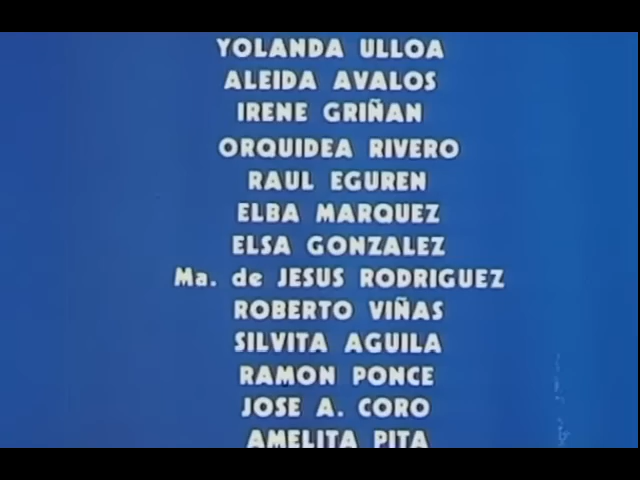 YOLANDA ULLOA
ALEIDA AVALOS
IRENE GRIÑAN
ORQUIDEA RIVERO
RAUL EGUREN
ELBA MARQUEZ
ELSA GONZALEZ
Ma. de JESUS RODRIGUEZ
ROBERTO VIÑAS
SILVITA AGUILA
RAMON PONCE
JOSE A. CORO
AMELITA PITA